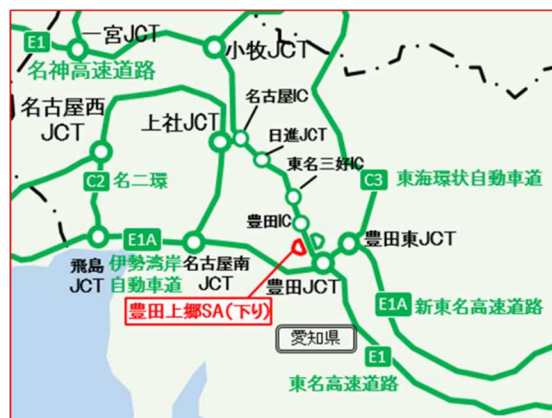 E1
一宮JCT
小牧JCT
名神高速道路
名古屋西
JCT
上社JCT
名古屋IC
日進JCT
東名三好IC
C2
名二環
C3
東海環状自動車道
豊田IC
豊田東JCT
E1A
飛島
JCT
伊勢湾岸
自動車道
名古屋南
JCT
豊田JCT
豊田上郷SA(下り)
E1A
新東名高速道路
愛知県
E1
東名高速道路